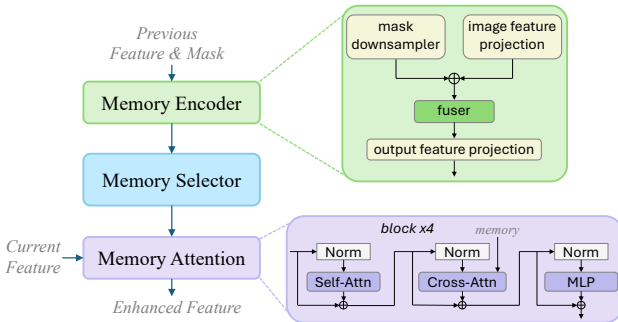 Previous
Feature & Mask
Memory Encoder
Memory Selector
Current
Feature
Memory Attention
Enhanced Feature
mask
downsampler
image feature
projection
fuser
output feature projection
block x4
memory
Norm
Norm
Norm
Self-Attn
Cross-Attn
MLP